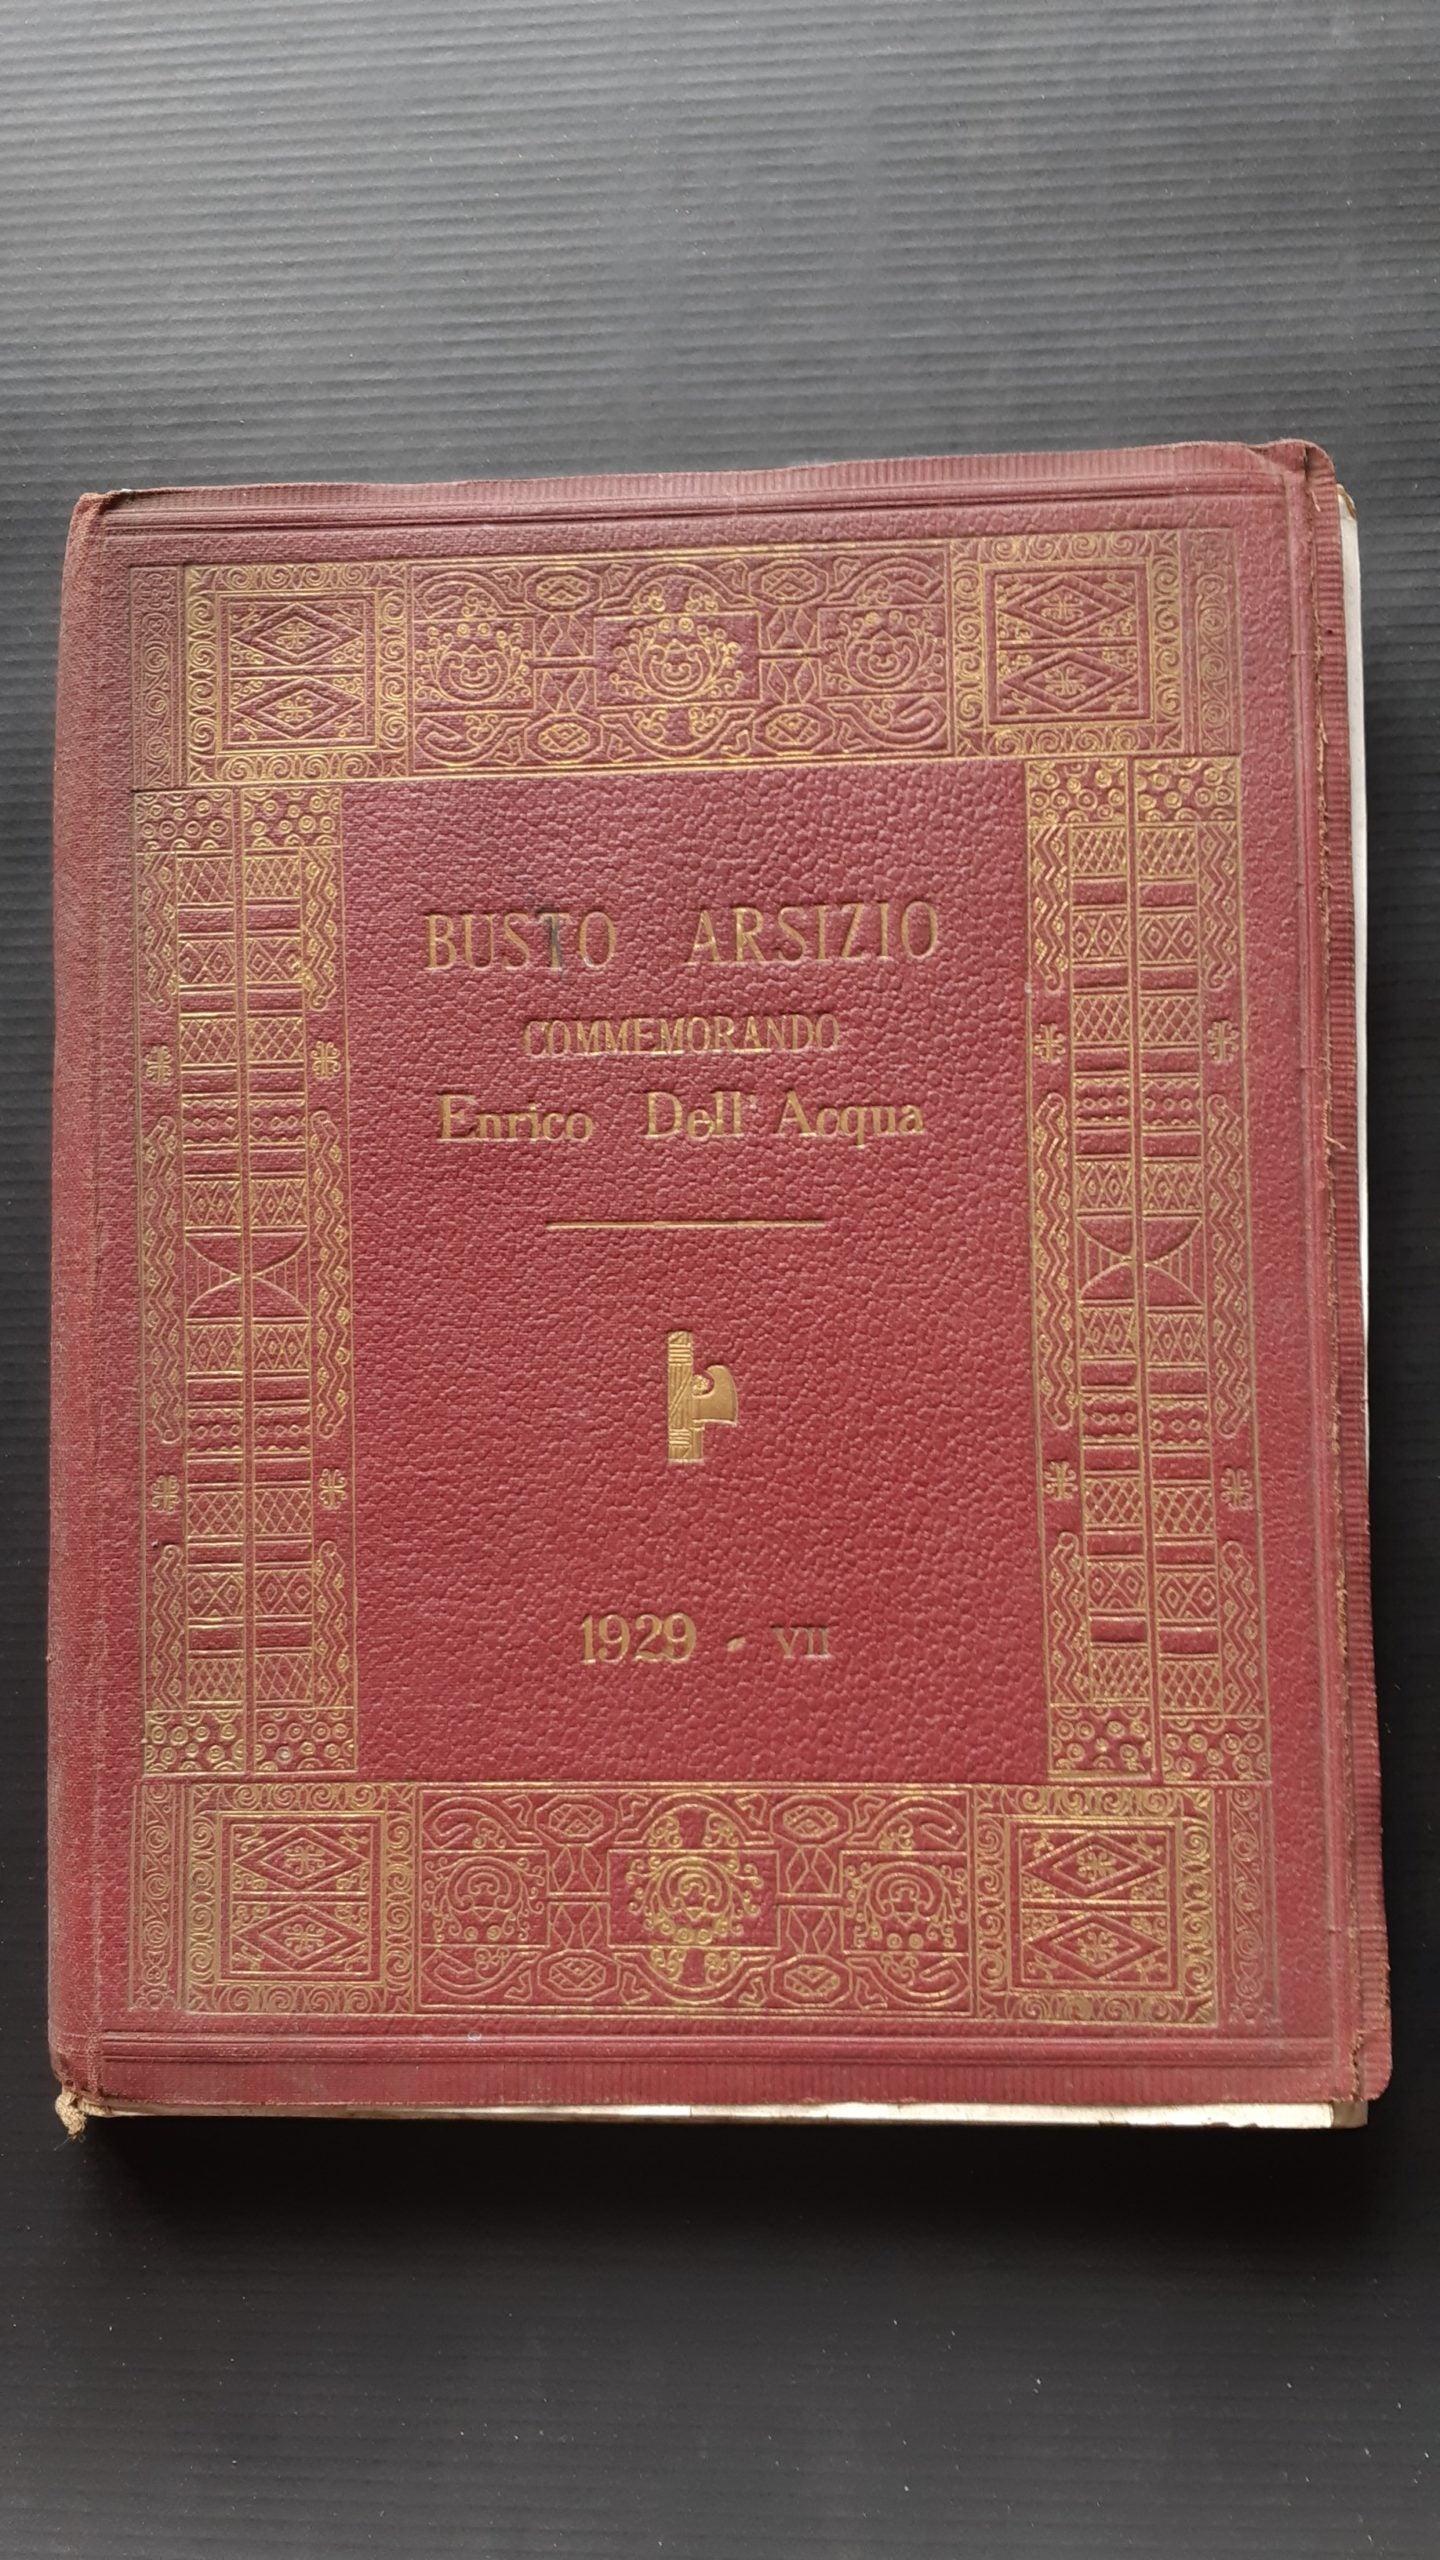 BUSTO ARSIZIO
COMMEMORANDO
Enrico Dell'Acqua
1929 - VII